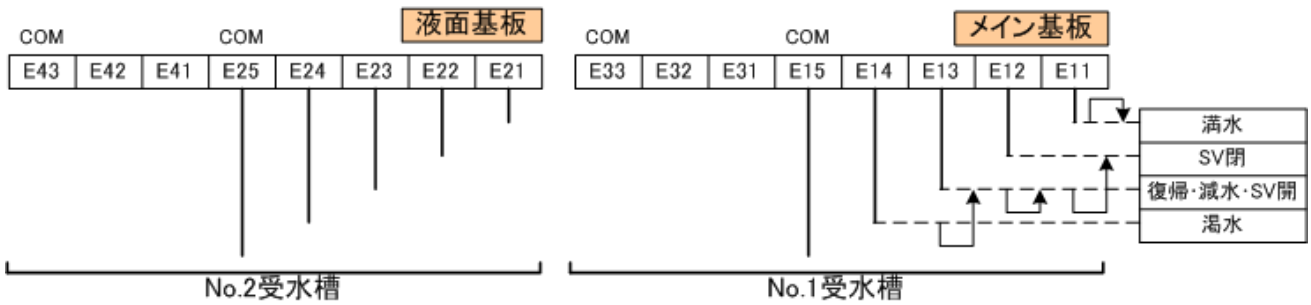 液面基板
メイン基板
COM COM COM COM
E43 E42 E41 E25 E24 E23 E22 E21 E33 E32 E31 E15 E14 E13 E12 E11
満水
SV閉
復帰・減水・SV開
渇水
No.2受水槽 No.1受水槽